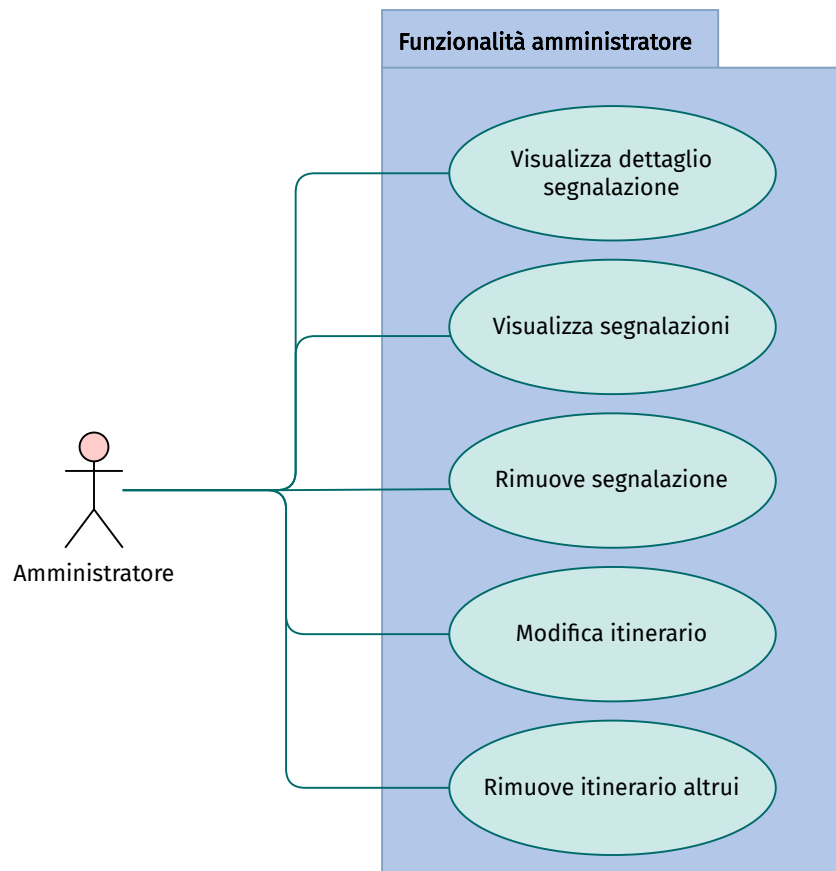 Funzionalità amministratore
Visualizza dettaglio
segnalazione
Visualizza segnalazioni
Rimuove segnalazione
Amministratore
Modifica itinerario
Rimuove itinerario altrui